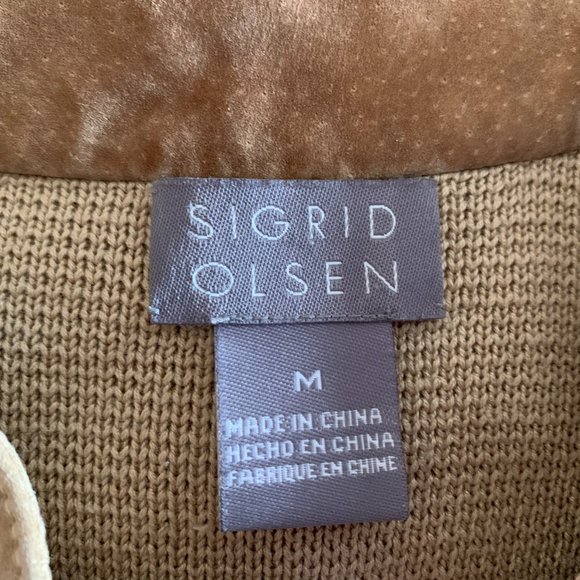 SIGRID
OLSEN
M
MADE IN CHINA
HECHO EN CHINA
FABRIQUE EN CHINE